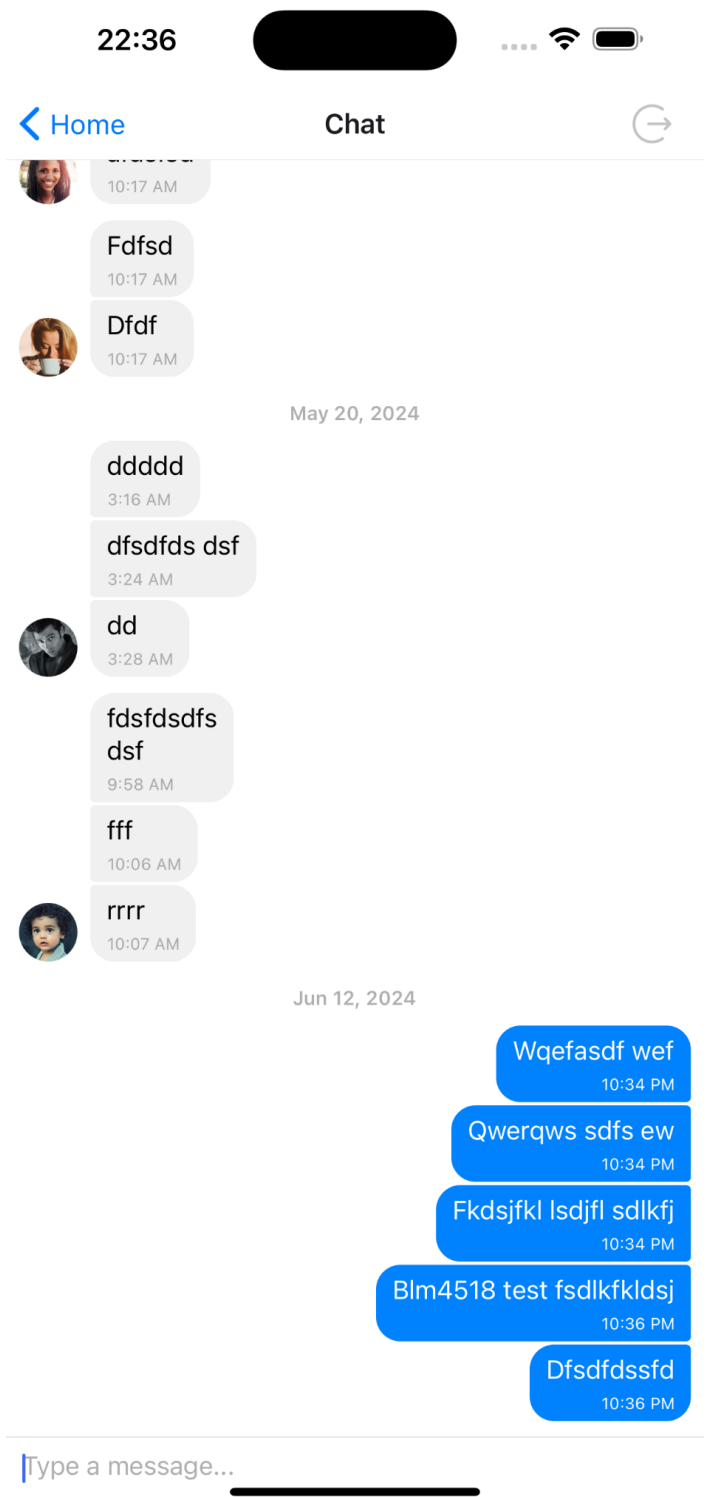 22:36
Home
Chat
10:17 AM
Fdfsd
10:17 AM
Dfdf
10:17 AM
May 20, 2024
ddddd
3:16 AM
dfsdfds dsf
3:24 AM
dd
3:28 AM
fdsfdsdfs
dsf
9:58 AM
fff
10:06 AM
rrrr
10:07 AM
Jun 12, 2024
Wqefasdf wef
10:34 PM
Qwerqws sdfs ew
10:34 PM
Fkdsjfkl lsdjfl sdlkfj
10:34 PM
Blm4518 test fsdlkfkldsj
10:36 PM
Dfsdfdssfd
10:36 PM
Type a message...